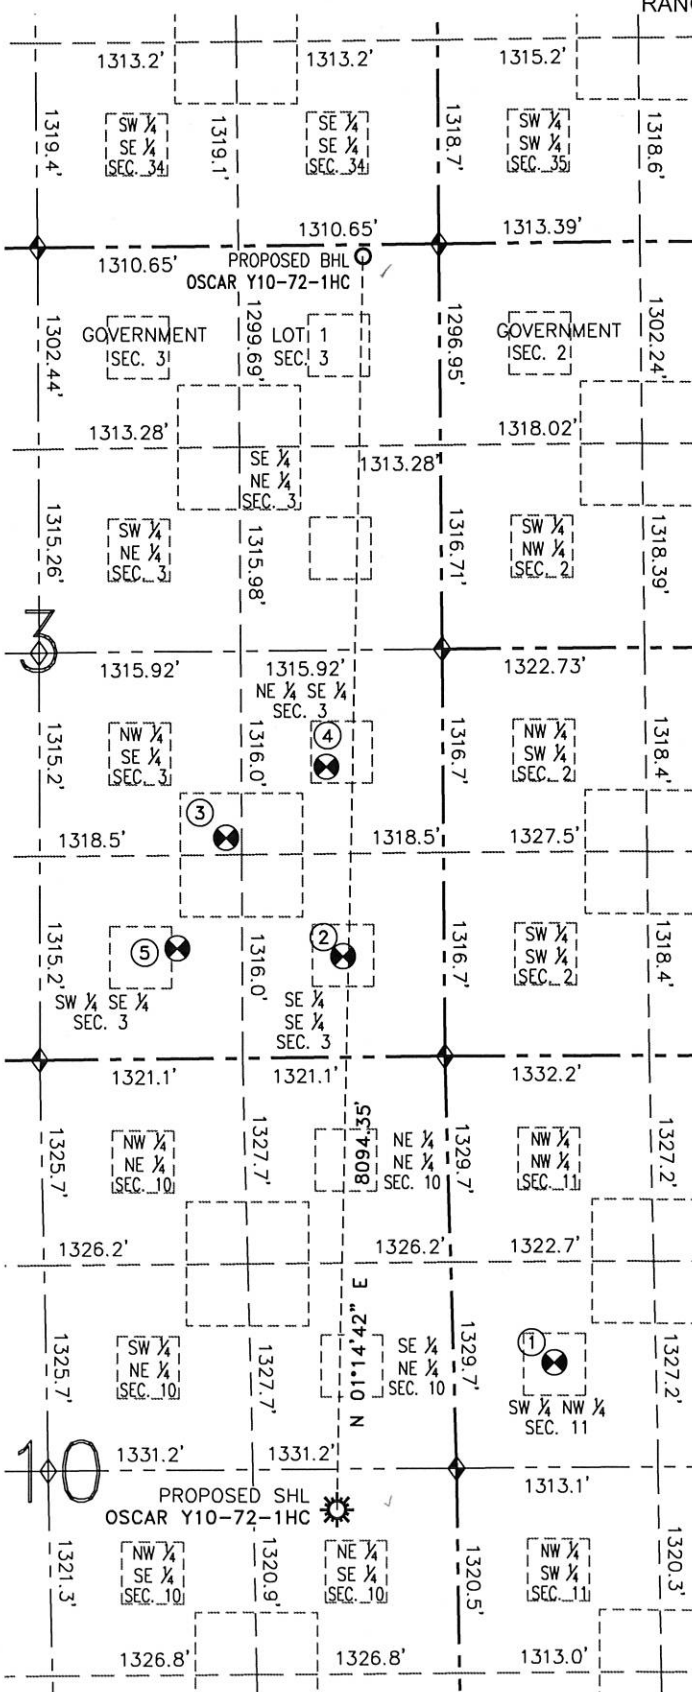 RANG
1313.2'
1313.2'
1315.2'
1319.4'
SW ¼
SE ¼
SEC. 34
1319.1'
SE ¼
SE ¼
SEC. 34
1318.7'
SW ¼
SW ¼
SEC. 35
1318.6'
1310.65'
1313.39'
1310.65'
PROPOSED BHL
OSCAR Y10-72-1HC
1302.44'
GOVERNMENT
SEC. 3
1299.69'
LOT 1
SEC. 3
1296.95'
GOVERNMENT
SEC. 2
1302.24'
1313.28'
1318.02'
1313.28'
SE ¼
NE ¼
SEC. 3
1315.26'
SW ¼
NE ¼
SEC. 3
1315.98'
1316.71'
SW ¼
NW ¼
SEC. 2
1318.39'
3
1315.92'
1315.92'
1322.73'
NE ¼ SE ¼
SEC. 3
1315.2'
NW ¼
SE ¼
SEC. 3
1316.0'
4
1316.7'
NW ¼
SW ¼
SEC. 2
1318.4'
3
1318.5'
1318.5'
1327.5'
1315.2'
5
1316.0'
2
1316.7'
SW ¼
SW ¼
SEC. 2
1318.4'
SW ¼ SE ¼
SEC. 3
SE ¼
SE ¼
SEC. 3
1321.1'
1321.1'
1332.2'
1325.7'
NW ¼
NE ¼
SEC. 10
1327.7'
8094.35'
NE ¼
NE ¼
SEC. 10
1329.7'
NW ¼
NW ¼
SEC. 11
1327.2'
1326.2'
1326.2'
1322.7'
N 01°14'42" E
1325.7'
SW ¼
NE ¼
SEC. 10
1327.7'
SE ¼
NE ¼
SEC. 10
1329.7'
1
1327.2'
SW ¼ NW ¼
SEC. 11
10
1331.2'
1331.2'
1313.1'
PROPOSED SHL
OSCAR Y10-72-1HC
1321.3'
NW ¼
SE ¼
SEC. 10
1320.9'
NE ¼
SE ¼
SEC. 10
1320.5'
NW ¼
SW ¼
SEC. 11
1320.3'
1326.8'
1326.8'
1313.0'